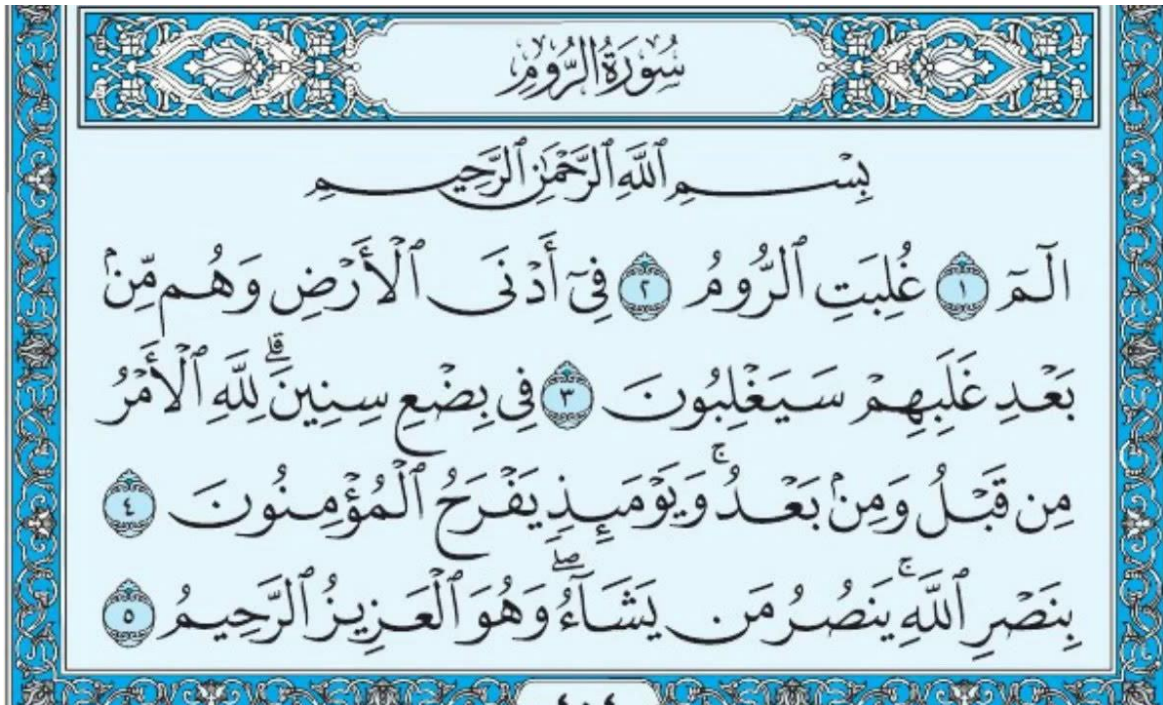 سُورَةُ الرُّومِ
بِسْمِ ٱللَّهِ ٱلرَّحْمَٰنِ ٱلرَّحِيمِ
الٓمٓ ١ غُلِبَتِ ٱلرُّومُ ٢ فِىٓ أَدْنَى ٱلْأَرْضِ وَهُم مِّنۢ
بَعْدِ غَلَبِهِمْ سَيَغْلِبُونَ ٣ فِى بِضْعِ سِنِينَ ۗ لِلَّهِ ٱلْأَمْرُ
مِن قَبْلُ وَمِنۢ بَعْدُ ۚ وَيَوْمَئِذٍ يَفْرَحُ ٱلْمُؤْمِنُونَ ٤
بِنَصْرِ ٱللَّهِ ۚ يَنصُرُ مَن يَشَآءُ ۖ وَهُوَ ٱلْعَزِيزُ ٱلرَّحِيمُ ٥